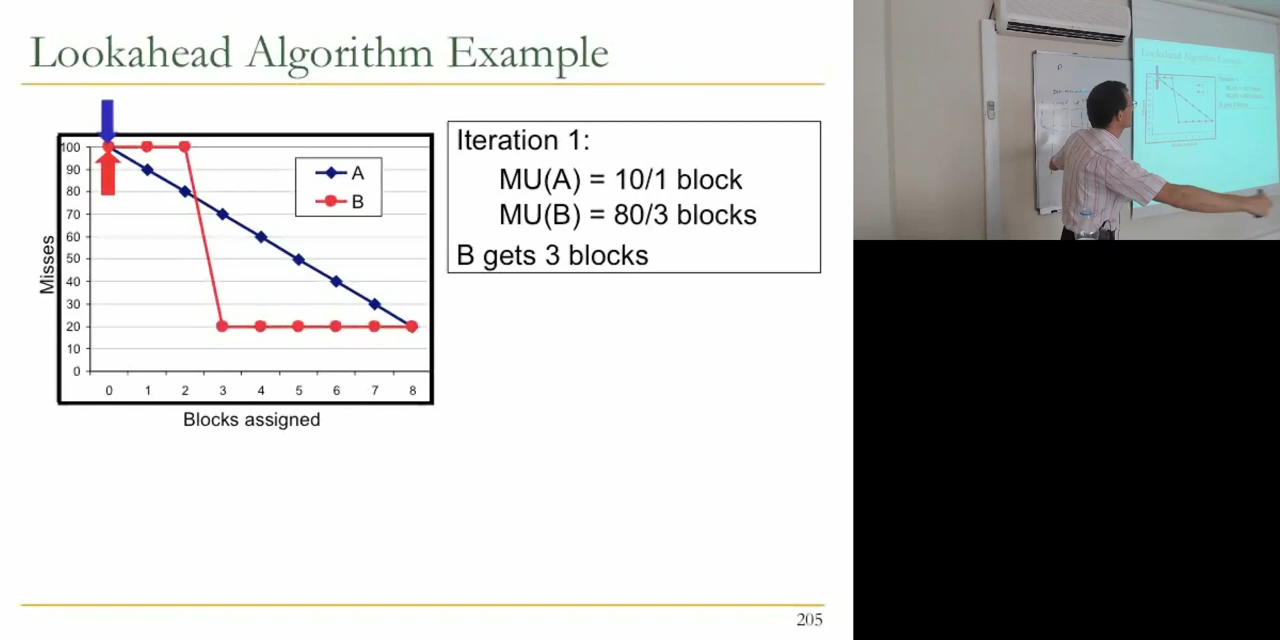 Lookahead Algorithm Example
Misses
100
90
80
70
60
50
40
30
20
10
0
0 1 2 3 4 5 6 7 8
Blocks assigned
A
B
Iteration 1:
MU(A) = 10/1 block
MU(B) = 80/3 blocks
B gets 3 blocks
205